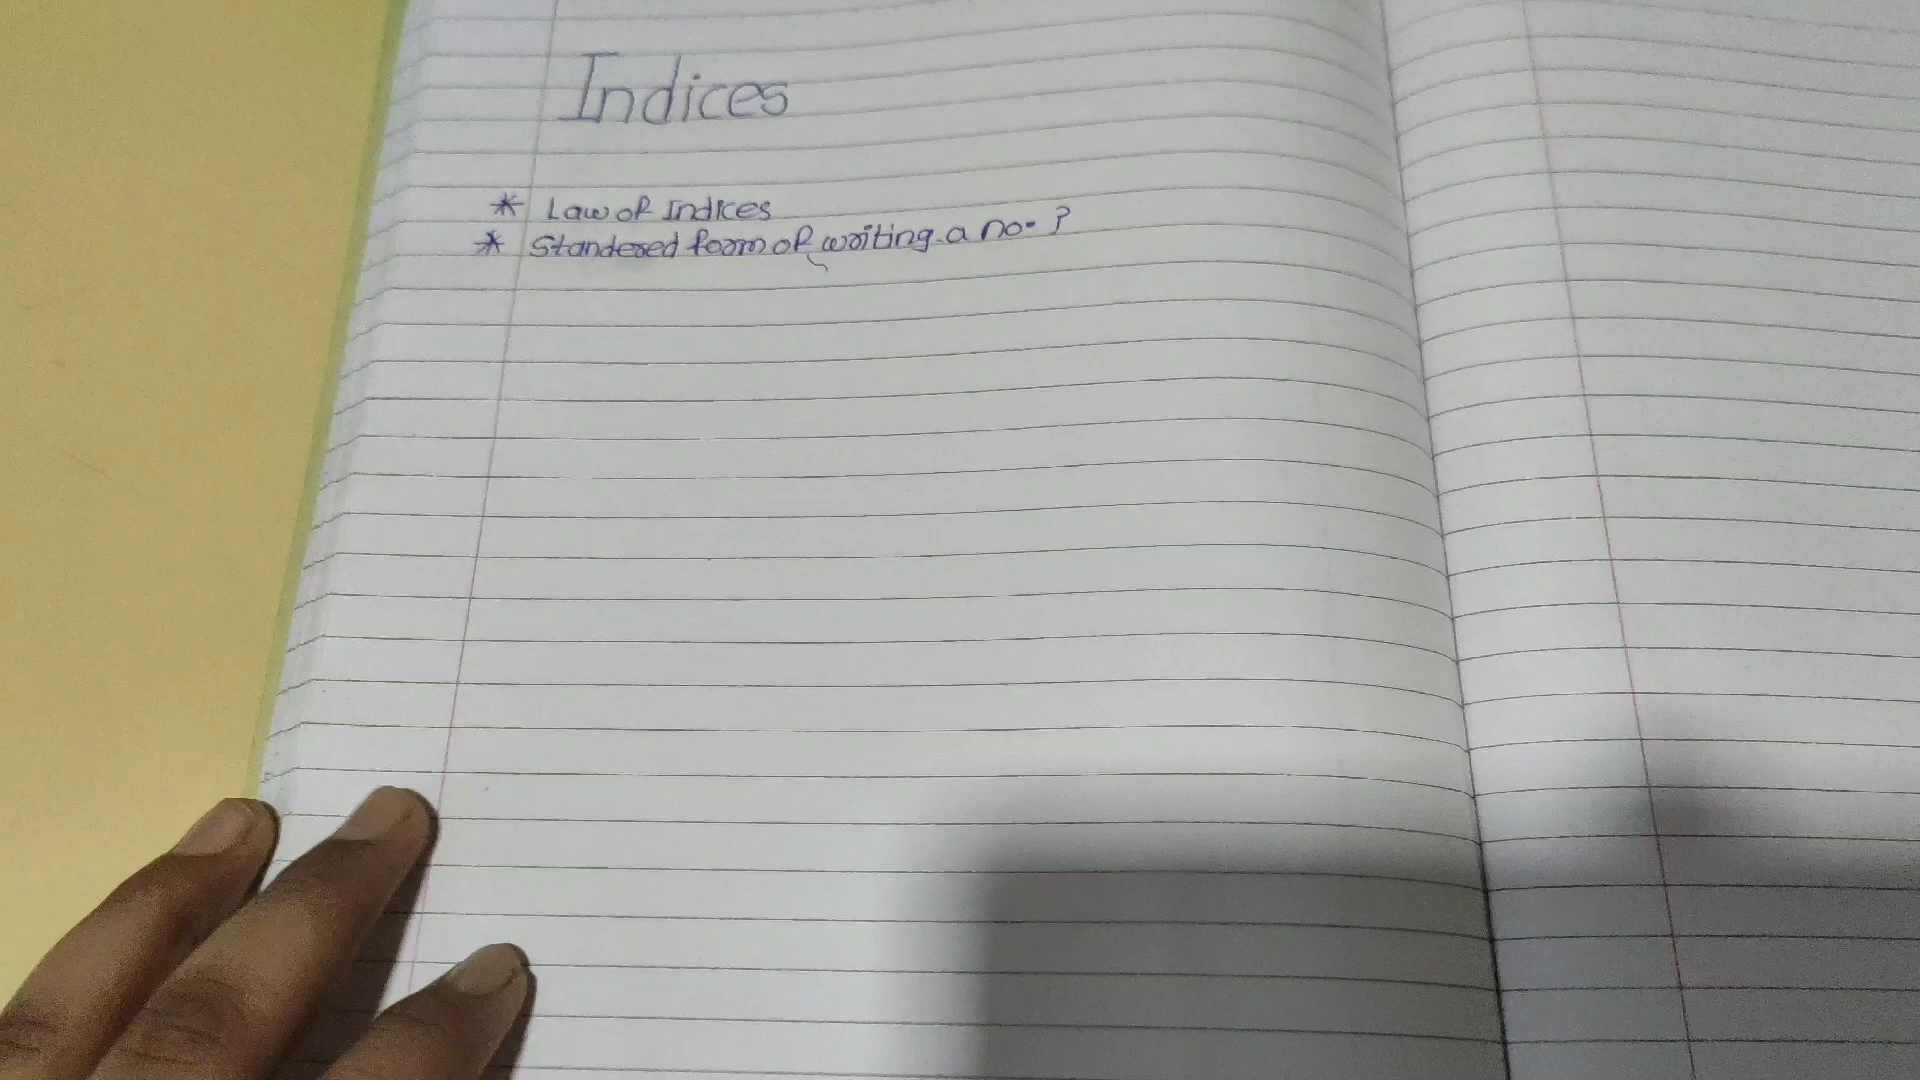 Indices
* Law of Indices
* Standered form of writing a no. ?